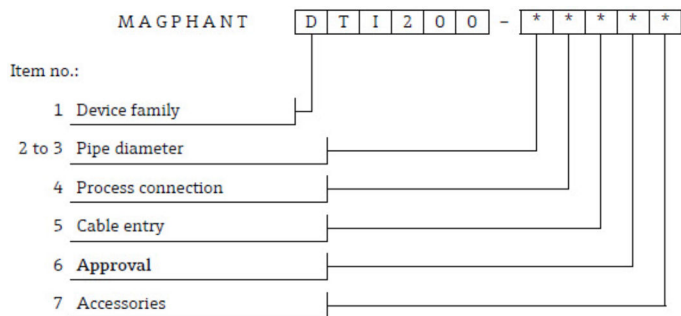 MAGPHANT D T I 2 0 0 – * * * * *
Item no.:
1 Device family
2 to 3 Pipe diameter
4 Process connection
5 Cable entry
6 Approval
7 Accessories